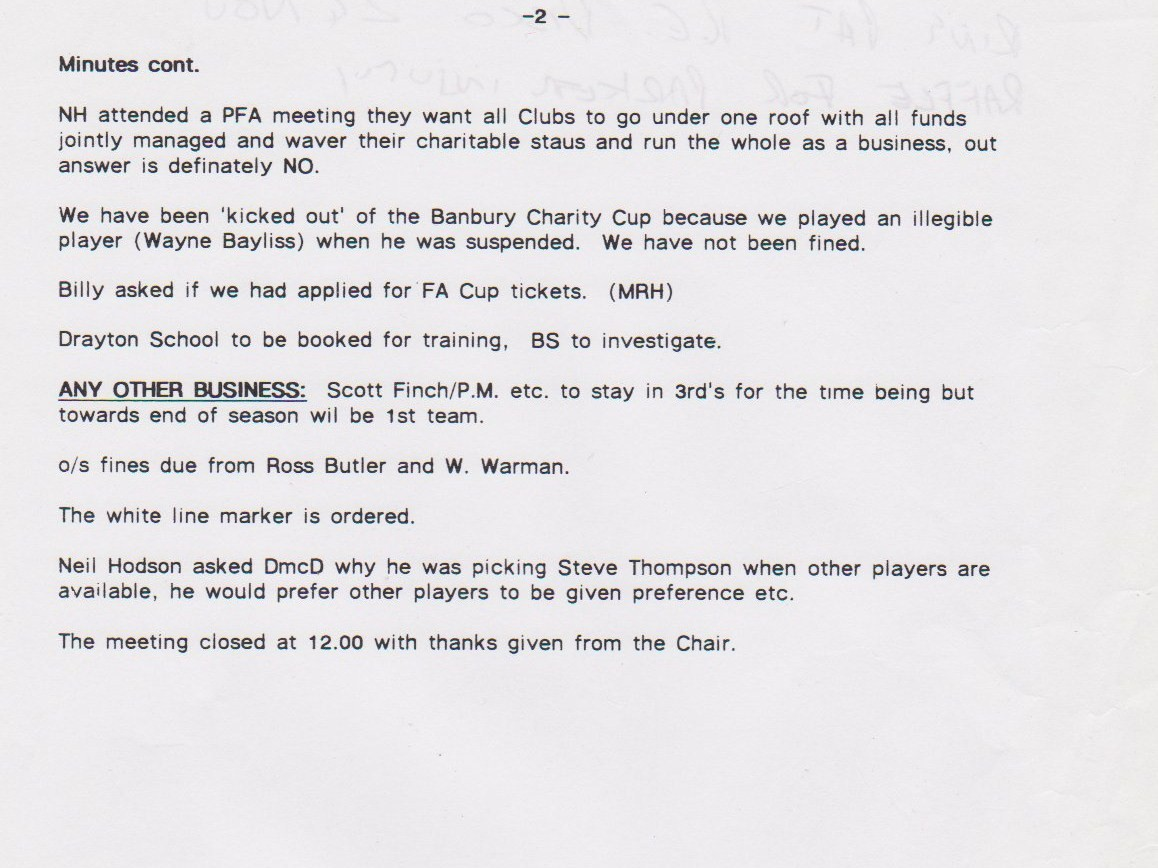 -2 -
Minutes cont.
NH attended a PFA meeting they want all Clubs to go under one roof with all funds
jointly managed and waver their charitable staus and run the whole as a business, out
answer is definately NO.
We have been 'kicked out' of the Banbury Charity Cup because we played an illegible
player (Wayne Bayliss) when he was suspended. We have not been fined.
Billy asked if we had applied for FA Cup tickets. (MRH)
Drayton School to be booked for training, BS to investigate.
ANY OTHER BUSINESS: Scott Finch/P.M. etc. to stay in 3rd's for the time being but
towards end of season wil be 1st team.
o/s fines due from Ross Butler and W. Warman.
The white line marker is ordered.
Neil Hodson asked DmcD why he was picking Steve Thompson when other players are
available, he would prefer other players to be given preference etc.
The meeting closed at 12.00 with thanks given from the Chair.